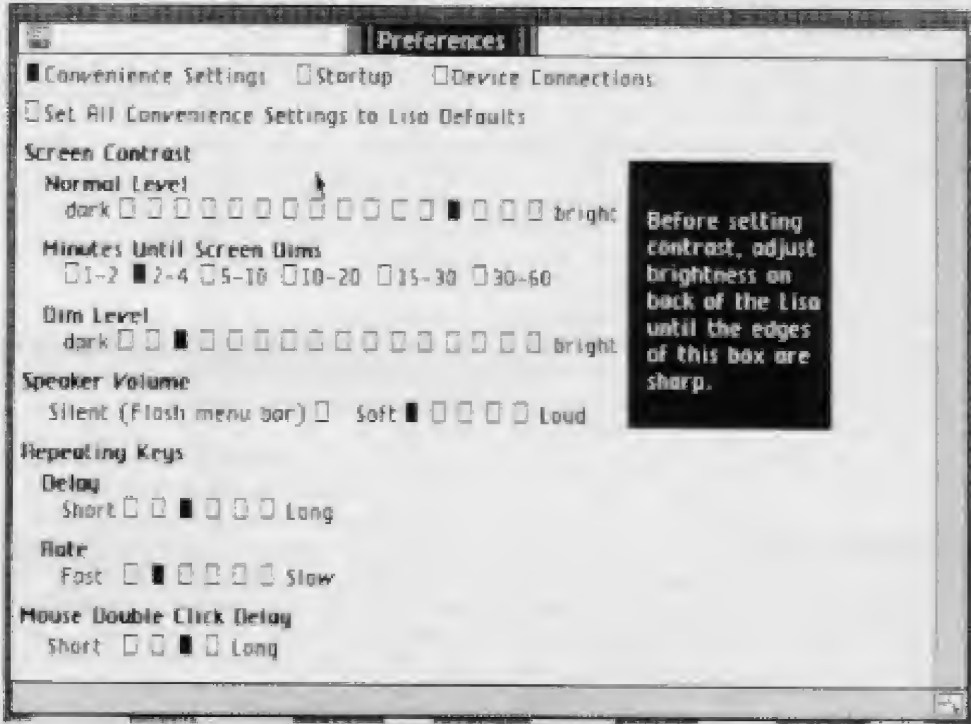 Preferences
Convenience Settings Startup Device Connections
Set All Convenience Settings to Lisa Defaults
Screen Contrast
Normal Level
dark bright
Minutes Until Screen Dims
1-2 2-4 5-10 10-20 15-30 30-60
Dim Level
dark bright
Speaker Volume
Silent (Flash menu bar) Soft Loud
Repeating Keys
Delay
Short Long
Rate
Fast Slow
Mouse Double Click Delay
Short Long
Before setting
contrast, adjust
brightness on
back of the Lisa
until the edges
of this box are
sharp.